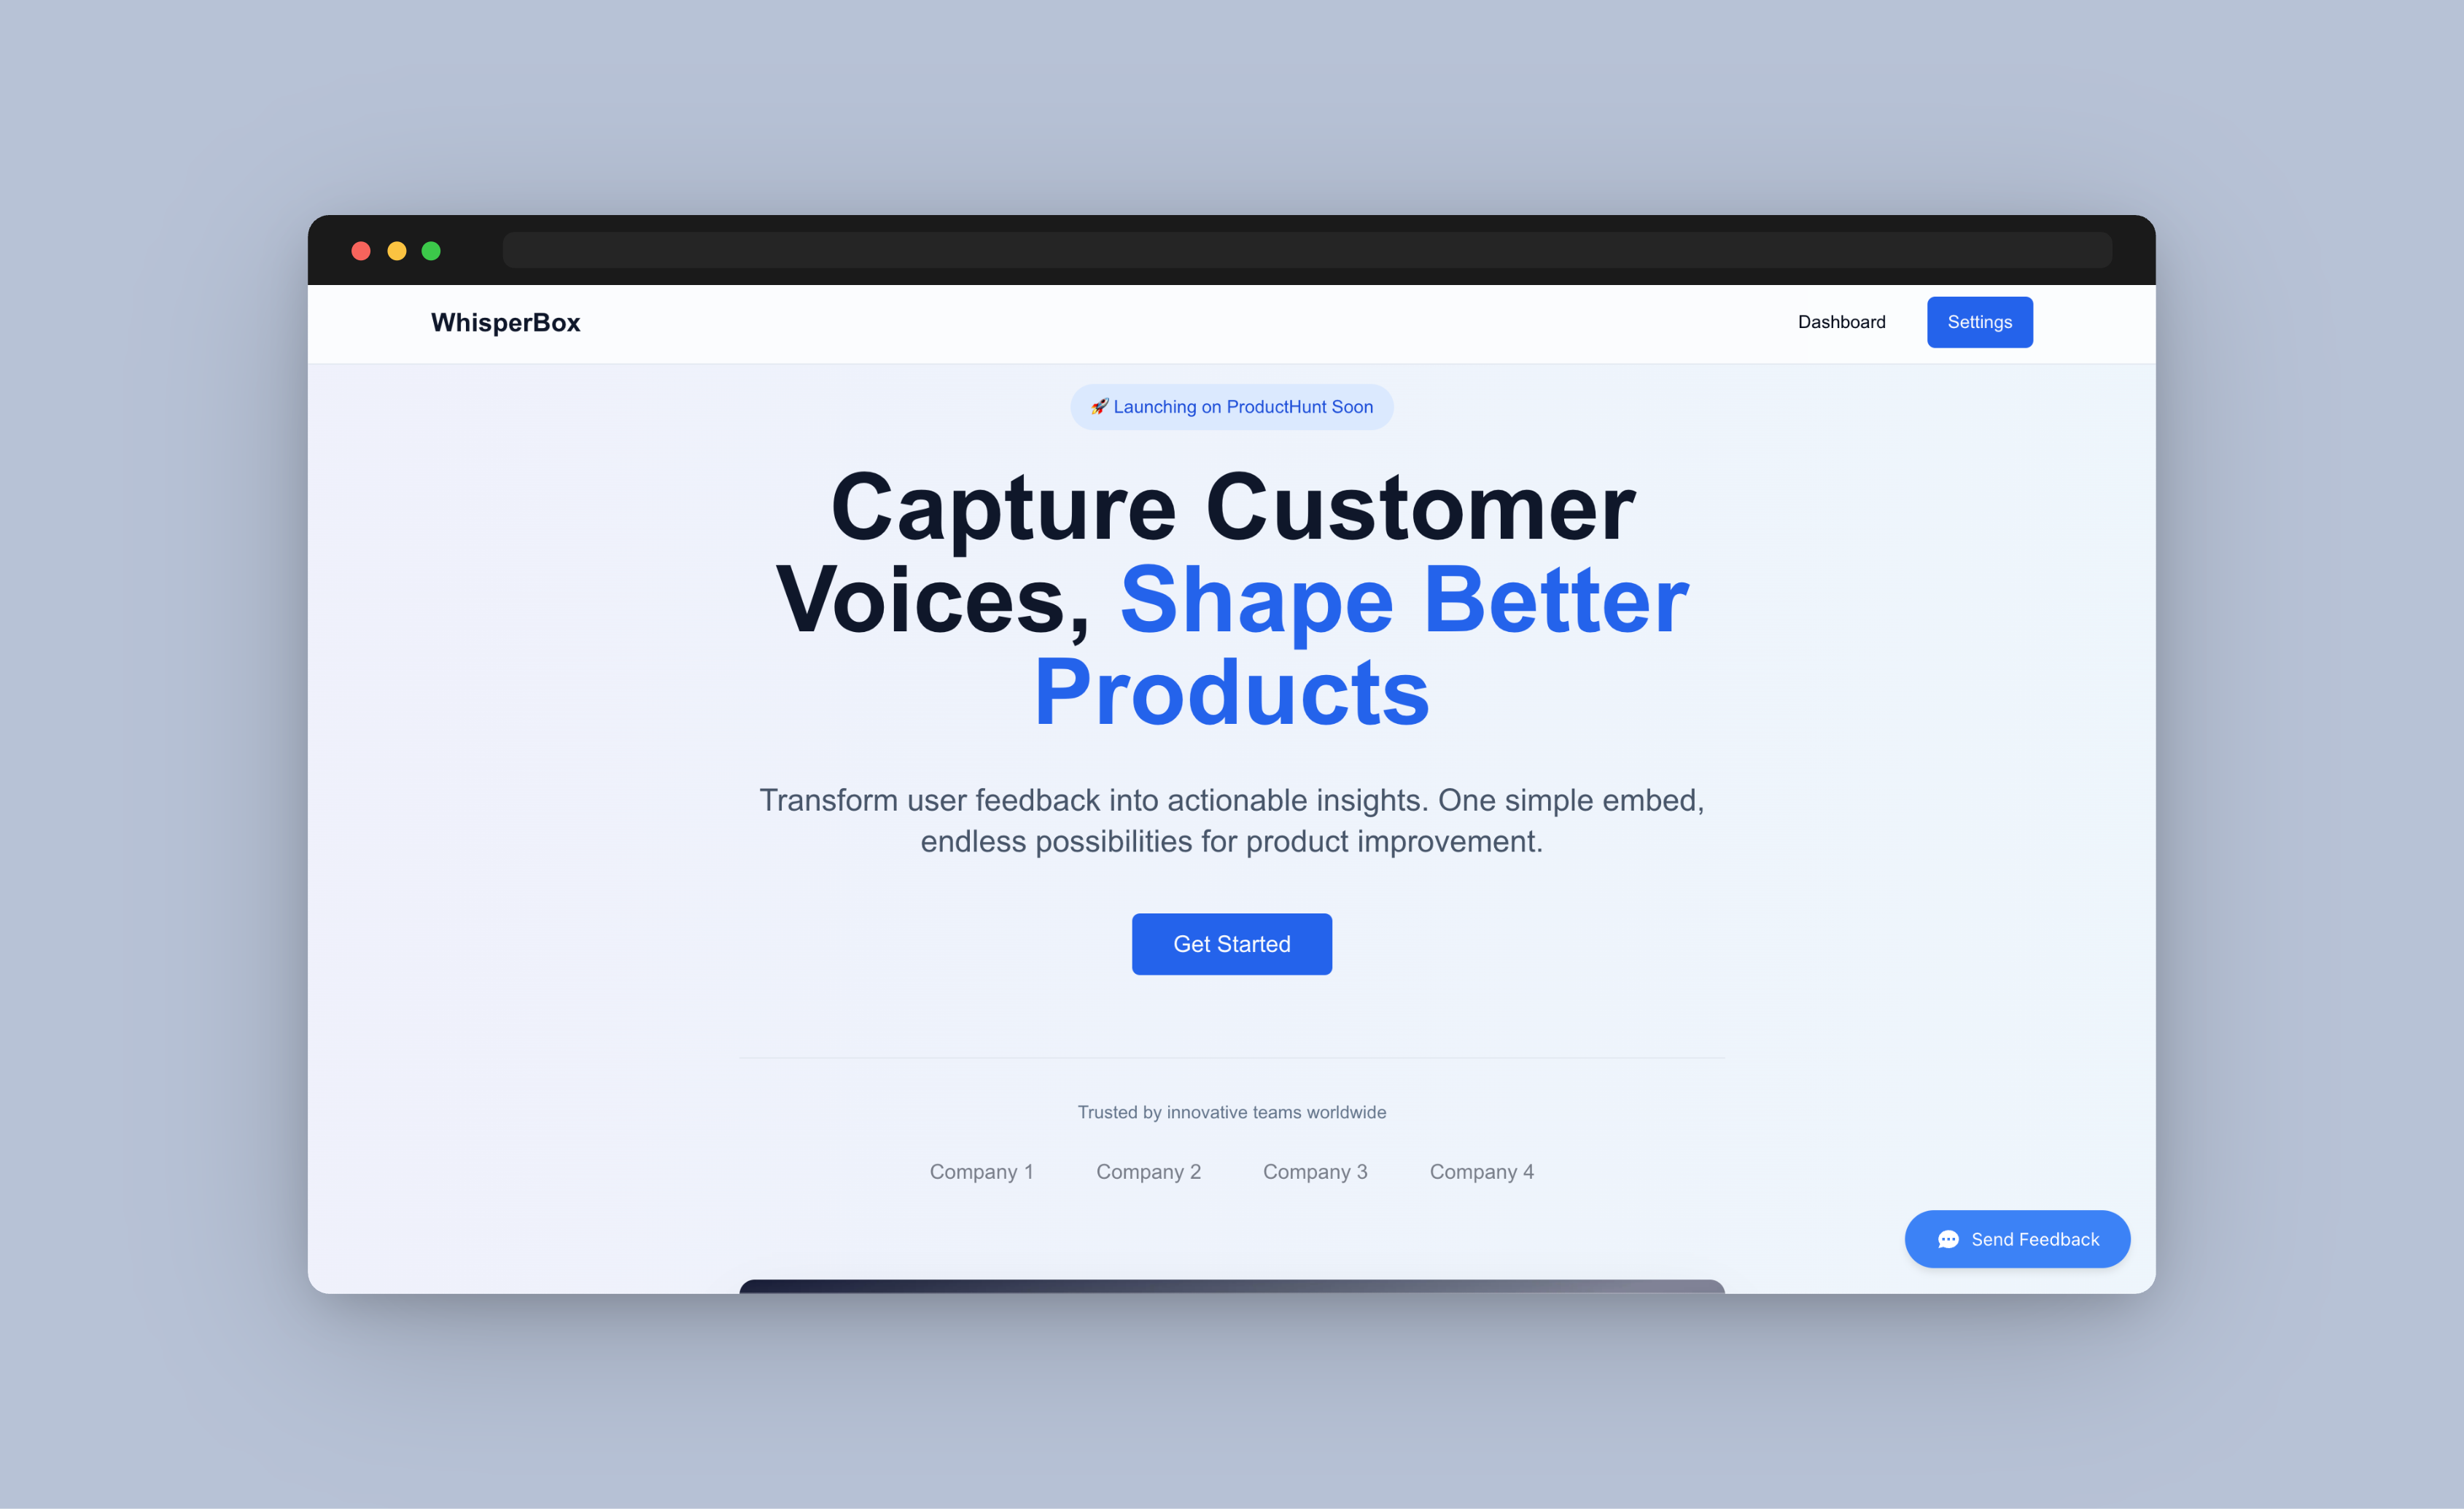 WhisperBox
Dashboard
Settings
🚀 Launching on ProductHunt Soon
Capture Customer
Voices, Shape Better
Products
Transform user feedback into actionable insights. One simple embed,
endless possibilities for product improvement.
Get Started
Trusted by innovative teams worldwide
Company 1
Company 2
Company 3
Company 4
Send Feedback